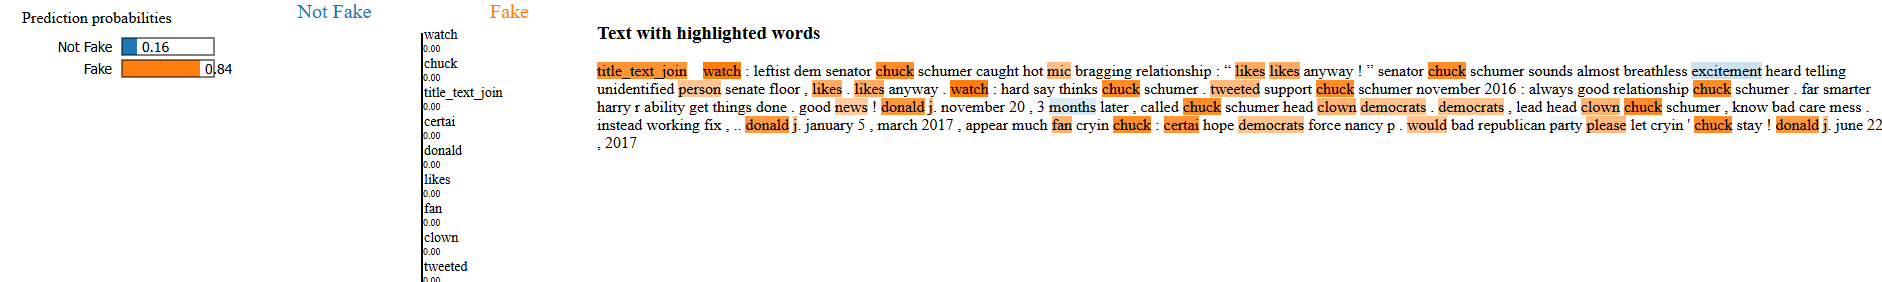 Prediction probabilities
Not Fake 0.16
Fake 0.84
Not Fake Fake
watch
0.00
chuck
0.00
title_text_join
0.00
certai
0.00
donald
0.00
likes
0.00
fan
0.00
clown
0.00
tweeted
0.00
Text with highlighted words
title_text_join watch : leftist dem senator chuck schumer caught hot mic bragging relationship : “ likes likes anyway ! ” senator chuck schumer sounds almost breathless excitement heard telling
unidentified person senate floor , likes . likes anyway . watch : hard say thinks chuck schumer . tweeted support chuck schumer november 2016 : always good relationship chuck schumer . far smarter
harry r ability get things done . good news ! donald j. november 20 , 3 months later , called chuck schumer head clown democrats . democrats , lead head clown chuck schumer , know bad care mess .
instead working fix , .. donald j. january 5 , march 2017 , appear much fan cryin chuck : certai hope democrats force nancy p . would bad republican party please let cryin ' chuck stay ! donald j. june 22
, 2017